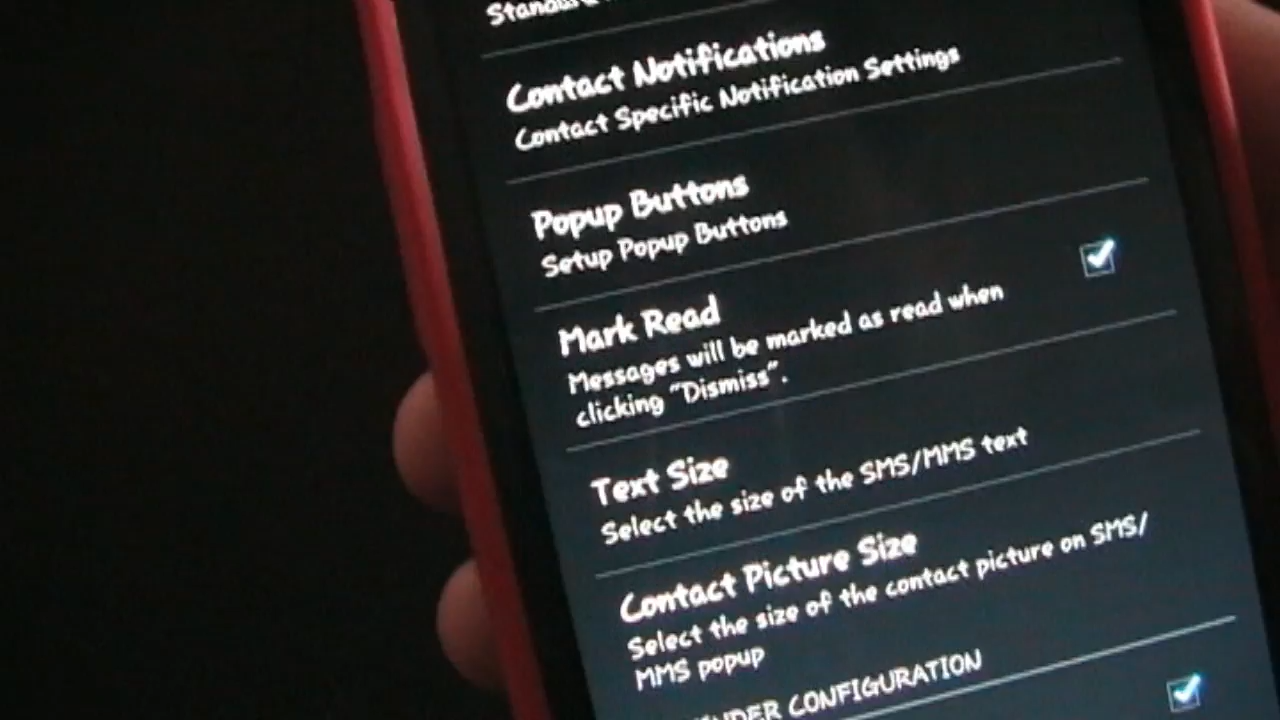 Contact Notifications
Contact Specific Notification Settings
Popup Buttons
Setup Popup Buttons
Mark Read
Messages will be marked as read when
clicking "Dismiss".
Text Size
Select the size of the SMS/MMS text
Contact Picture Size
Select the size of the contact picture on SMS/
MMS popup
CONFIGURATION